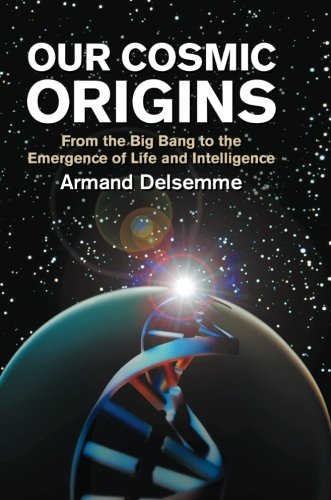 OUR COSMIC
ORIGINS
From the Big Bang to the
Emergence of Life and Intelligence
Armand Delsemme